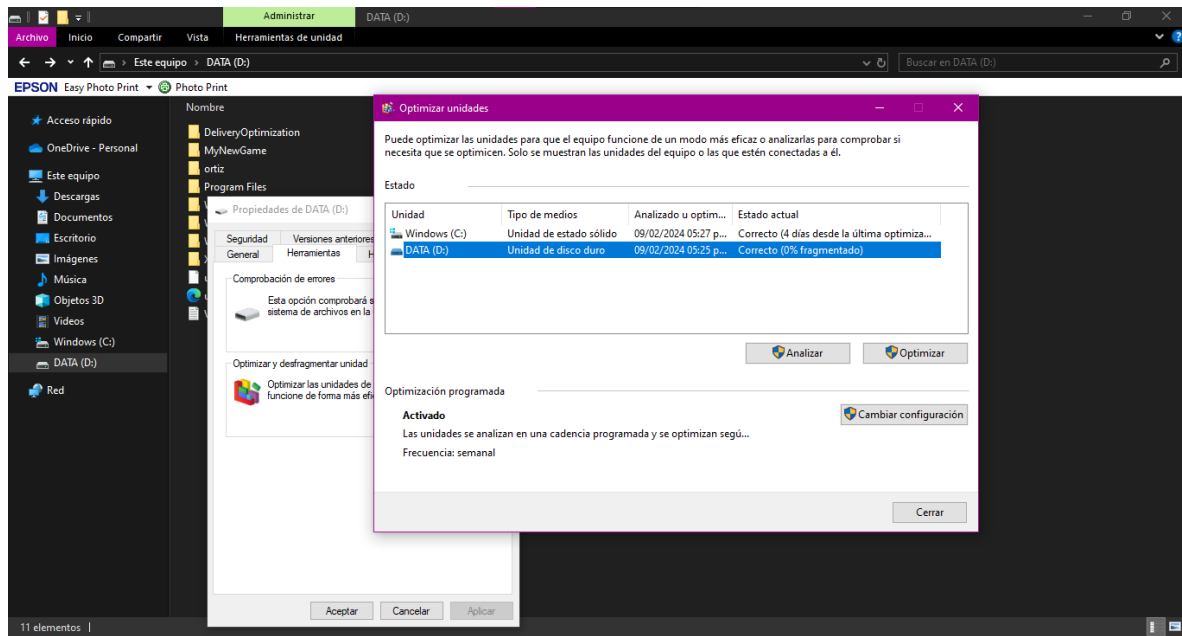 Administrar DATA (D:)
Archivo Inicio Compartir Vista Herramientas de unidad
Este equipo > DATA (D:) Buscar en DATA (D:)
EPSON Easy Photo Print Photo Print
Acceso rápido
OneDrive - Personal
Este equipo
Descargas
Documentos
Escritorio
Imágenes
Música
Objetos 3D
Videos
Windows (C:)
DATA (D:)
Red
Nombre
DeliveryOptimization
MyNewGame
ortiz
Program Files
Propiedades de DATA (D:)
Seguridad Versiones anteriores
General Herramientas H
Comprobación de errores
Esta opción comprobará s
sistema de archivos en la
Optimizar y desfragmentar unidad
Optimizar las unidades de
funcione de forma más efi
Aceptar Cancelar Aplicar
Optimizar unidades
Puede optimizar las unidades para que el equipo funcione de un modo más eficaz o analizarlas para comprobar si
necesita que se optimicen. Solo se muestran las unidades del equipo o las que estén conectadas a él.
Estado
Unidad Tipo de medios Analizado u optim... Estado actual
Windows (C:) Unidad de estado sólido 09/02/2024 05:27 p... Correcto (4 días desde la última optimiza...
DATA (D:) Unidad de disco duro 09/02/2024 05:25 p... Correcto (0% fragmentado)
Analizar Optimizar
Optimización programada
Activado
Cambiar configuración
Las unidades se analizan en una cadencia programada y se optimizan segú...
Frecuencia: semanal
Cerrar
11 elementos